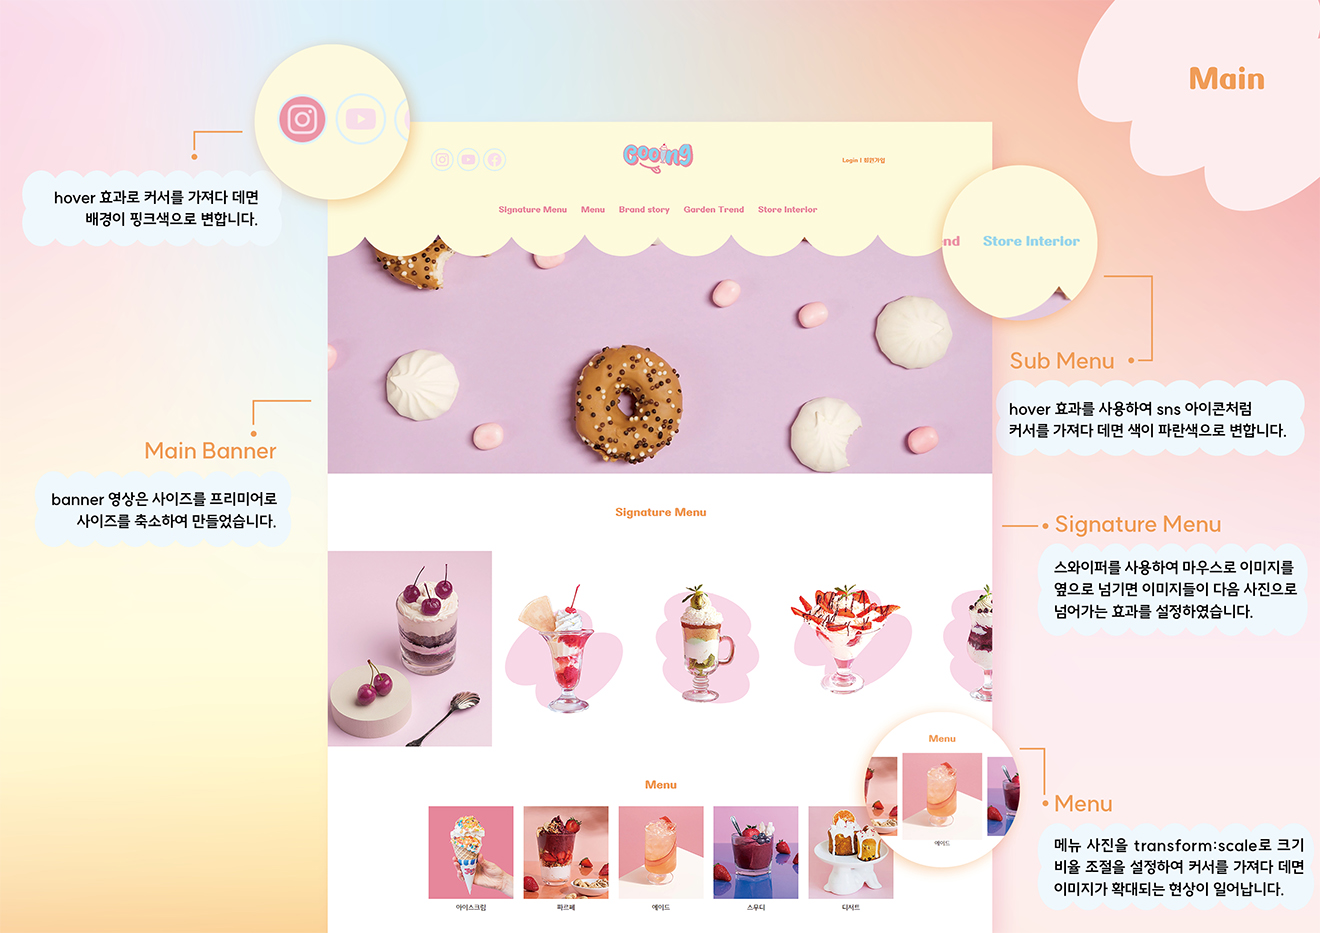 Main
hover 효과로 커서를 가져다 데면
배경이 핑크색으로 변합니다.
Gooing
Login | 회원가입
Signature Menu Menu Brand story Garden Trend Store Interior
nd Store Interior
Sub Menu
hover 효과를 사용하여 sns 아이콘처럼
커서를 가져다 데면 색이 파란색으로 변합니다.
Main Banner
banner 영상은 사이즈를 프리미어로
사이즈를 축소하여 만들었습니다.
Signature Menu
Signature Menu
스와이퍼를 사용하여 마우스로 이미지를
옆으로 넘기면 이미지들이 다음 사진으로
넘어가는 효과를 설정하였습니다.
Menu
에이드
Menu
Menu
메뉴 사진을 transform:scale로 크기
비율 조절을 설정하여 커서를 가져다 데면
이미지가 확대되는 현상이 일어납니다.
아이스크림 파르페 에이드 스무디 디저트